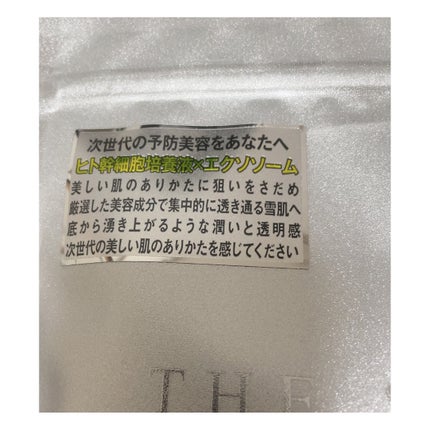 次世代の予防美容をあなたへ
ヒト幹細胞培養液×エクソソーム
美しい肌のありかたに狙いをさだめ
厳選した美容成分で集中的に透き通る雪肌へ
底から湧き上がるような潤いと透明感
次世代の美しい肌のありかたを感じてください
THE